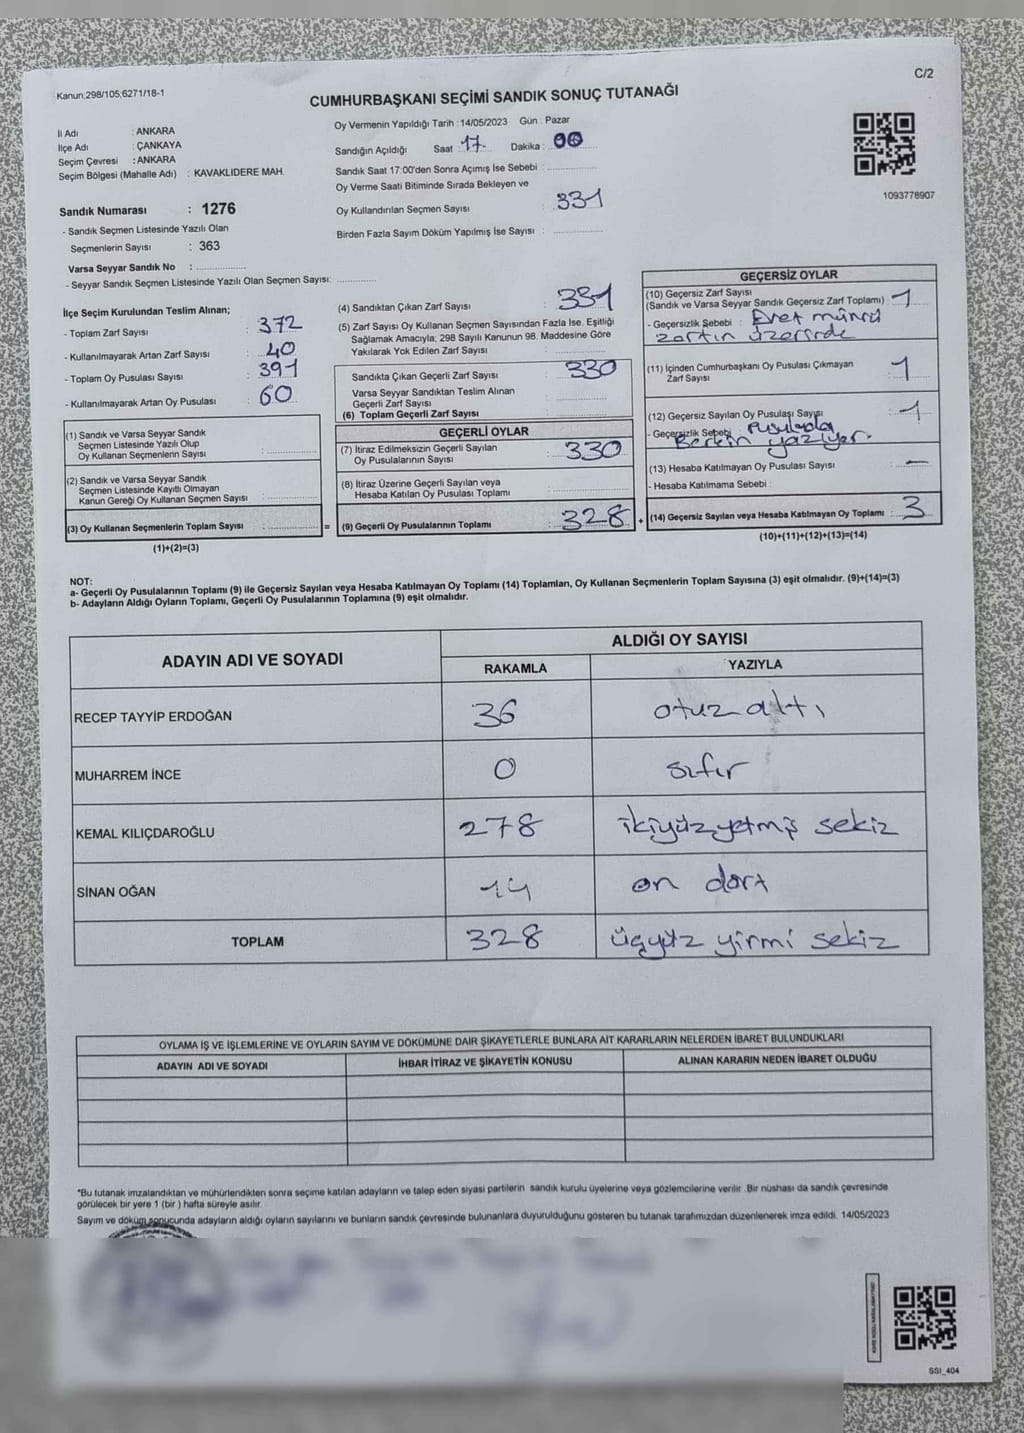 Kanun:298/105,6271/18-1
C/2
CUMHURBAŞKANI SEÇİMİ SANDIK SONUÇ TUTANAĞI
İl Adı : ANKARA
İlçe Adı : ÇANKAYA
Seçim Çevresi : ANKARA
Seçim Bölgesi (Mahalle Adı) : KAVAKLIDERE MAH.
Sandık Numarası : 1276
- Sandık Seçmen Listesinde Yazılı Olan
Seçmenlerin Sayısı : 363
Varsa Seyyar Sandık No :
- Seyyar Sandık Seçmen Listesinde Yazılı Olan Seçmen Sayısı:
Oy Vermenin Yapıldığı Tarih : 14/05/2023 Gün : Pazar
Sandığın Açıldığı Saat 17 Dakika : 00
Sandık Saat 17:00'den Sonra Açımış İse Sebebi :
Oy Verme Saati Bitiminde Sırada Bekleyen ve
Oy Kullandırılan Seçmen Sayısı : 331
Birden Fazla Sayım Döküm Yapılmış İse Sayısı :
1093778907
İlçe Seçim Kurulundan Teslim Alınan;
- Toplam Zarf Sayısı : 372
- Kullanılmayarak Artan Zarf Sayısı : 40
- Toplam Oy Pusulası Sayısı : 391
- Kullanılmayarak Artan Oy Pusulası : 60
(1) Sandık ve Varsa Seyyar Sandık
Seçmen Listesinde Yazılı Olup
Oy Kullanan Seçmenlerin Sayısı :
(2) Sandık ve Varsa Seyyar Sandık
Seçmen Listesinde Kayıtlı Olmayan
Kanun Gereği Oy Kullanan Seçmen Sayısı :
(3) Oy Kullanan Seçmenlerin Toplam Sayısı :
(1)+(2)=(3)
(4) Sandıktan Çıkan Zarf Sayısı : 331
(5) Zarf Sayısı Oy Kullanan Seçmen Sayısından Fazla İse, Eşitliği
Sağlamak Amacıyla; 298 Sayılı Kanunun 98. Maddesine Göre
Yakılarak Yok Edilen Zarf Sayısı :
Sandıkta Çıkan Geçerli Zarf Sayısı : 330
Varsa Seyyar Sandıktan Teslim Alınan
Geçerli Zarf Sayısı :
(6) Toplam Geçerli Zarf Sayısı :
GEÇERLİ OYLAR
(7) İtiraz Edilmeksizin Geçerli Sayılan
Oy Pusulalarının Sayısı : 330
(8) İtiraz Üzerine Geçerli Sayılan veya
Hesaba Katılan Oy Pusulası Toplamı :
= (9) Geçerli Oy Pusulalarının Toplamı : 328 +
GEÇERSİZ OYLAR
(10) Geçersiz Zarf Sayısı
(Sandık ve Varsa Seyyar Sandık Geçersiz Zarf Toplamı) : 1
- Geçersizlik Sebebi : Evet mührü
zarfın üzerinde
(11) İçinden Cumhurbaşkanı Oy Pusulası Çıkmayan
Zarf Sayısı : 1
(12) Geçersiz Sayılan Oy Pusulası Sayısı : 1
- Geçersizlik Sebebi : Pusulada
Berkin yazıyor.
(13) Hesaba Katılmayan Oy Pusulası Sayısı : -
- Hesaba Katılmama Sebebi :
(14) Geçersiz Sayılan veya Hesaba Katılmayan Oy Toplamı : 3
(10)+(11)+(12)+(13)=(14)
NOT:
a- Geçerli Oy Pusulalarının Toplamı (9) ile Geçersiz Sayılan veya Hesaba Katılmayan Oy Toplamı (14) Toplamları, Oy Kullanan Seçmenlerin Toplam Sayısına (3) eşit olmalıdır. (9)+(14)=(3)
b- Adayların Aldığı Oyların Toplamı, Geçerli Oy Pusulalarının Toplamına (9) eşit olmalıdır.
ADAYIN ADI VE SOYADI
ALDIĞI OY SAYISI
RAKAMLA YAZIYLA
RECEP TAYYİP ERDOĞAN 36 otuz altı
MUHARREM İNCE 0 sıfır
KEMAL KILIÇDAROĞLU 278 ikiyüzyetmiş sekiz
SİNAN OĞAN 14 on dört
TOPLAM 328 üçyüz yirmi sekiz
OYLAMA İŞ VE İŞLEMLERİNE VE OYLARIN SAYIM VE DÖKÜMÜNE DAİR ŞİKAYETLERLE BUNLARA AİT KARARLARIN NELERDEN İBARET BULUNDUKLARI
ADAYIN ADI VE SOYADI İHBAR İTİRAZ VE ŞİKAYETİN KONUSU ALINAN KARARIN NEDEN İBARET OLDUĞU
*Bu tutanak imzalandıktan ve mühürlendikten sonra seçime katılan adayların ve talep eden siyasi partilerin sandık kurulu üyelerine veya gözlemcilerine verilir. Bir nüshası da sandık çevresinde
görülecek bir yere 1 (bir ) hafta süreyle asılır.
Sayım ve döküm sonucunda adayların aldığı oyların sayılarını ve bunların sandık çevresinde bulunanlara duyurulduğunu gösteren bu tutanak tarafımızdan düzenlenerek imza edildi. 14/05/2023
SSI_404